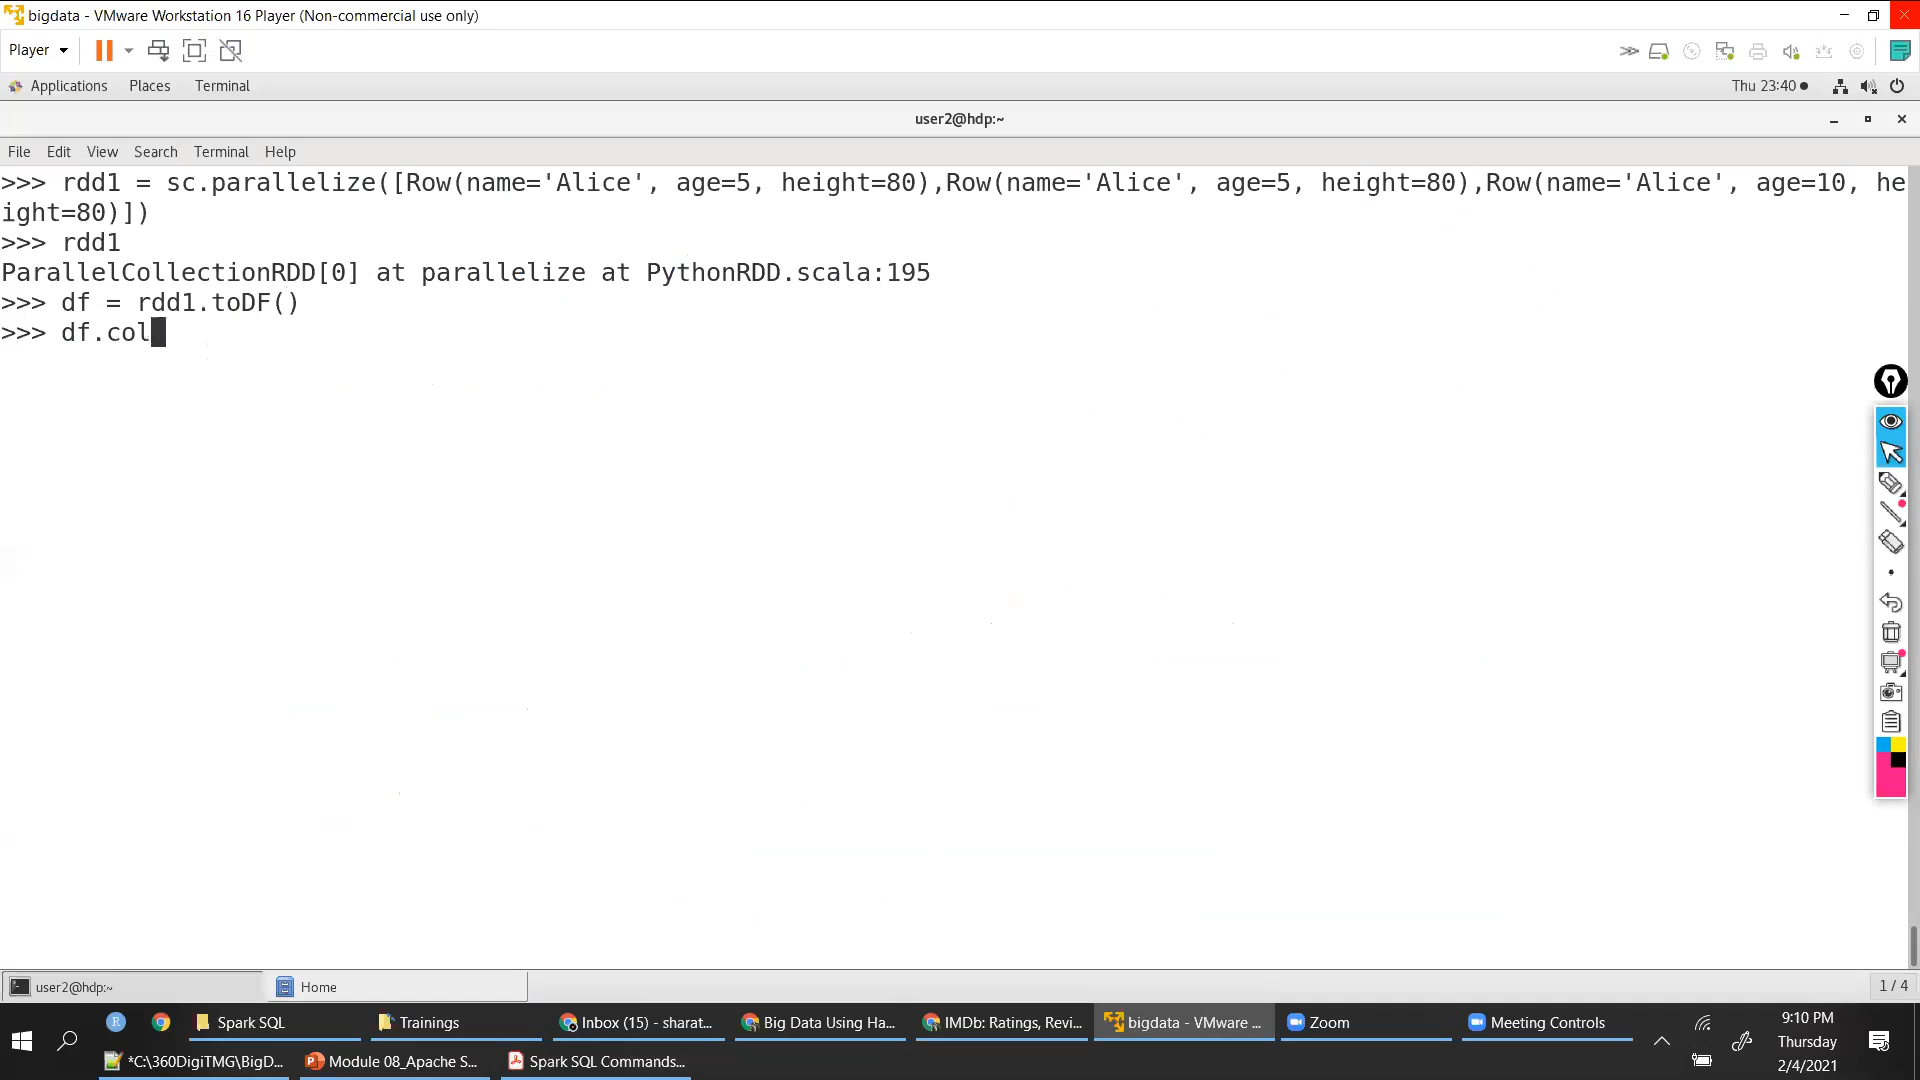 bigdata - VMware Workstation 16 Player (Non-commercial use only)
Player
Applications Places Terminal Thu 23:40
user2@hdp:~
File Edit View Search Terminal Help
>>> rdd1 = sc.parallelize([Row(name='Alice', age=5, height=80),Row(name='Alice', age=5, height=80),Row(name='Alice', age=10, he
ight=80)])
>>> rdd1
ParallelCollectionRDD[0] at parallelize at PythonRDD.scala:195
>>> df = rdd1.toDF()
>>> df.col
user2@hdp:~ Home 1 / 4
R Spark SQL Trainings Inbox (15) - sharat... Big Data Using Ha... IMDb: Ratings, Revi... bigdata - VMware ... Zoom Meeting Controls
*C:\360DigiTMG\BigD... Module 08_Apache S... Spark SQL Commands...
9:10 PM
Thursday
2/4/2021